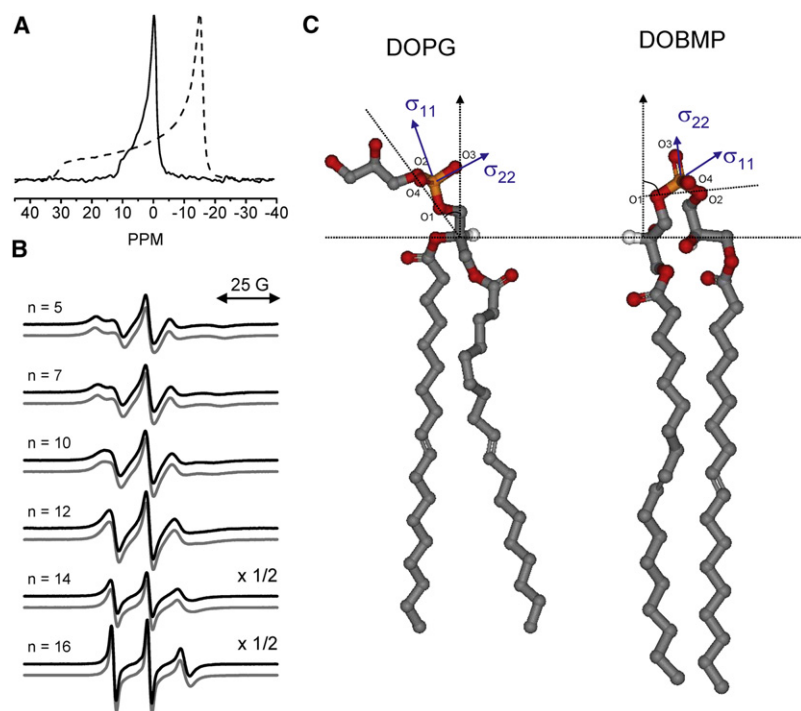 A
40 30 20 10 0 -10 -20 -30 -40
PPM
B
25 G
n = 5
n = 7
n = 10
n = 12
n = 14
x 1/2
n = 16
x 1/2
C
DOPG
DOBMP
σ11
σ22
O2
O3
O4
O1
σ22
σ11
O3
O4
O1
O2